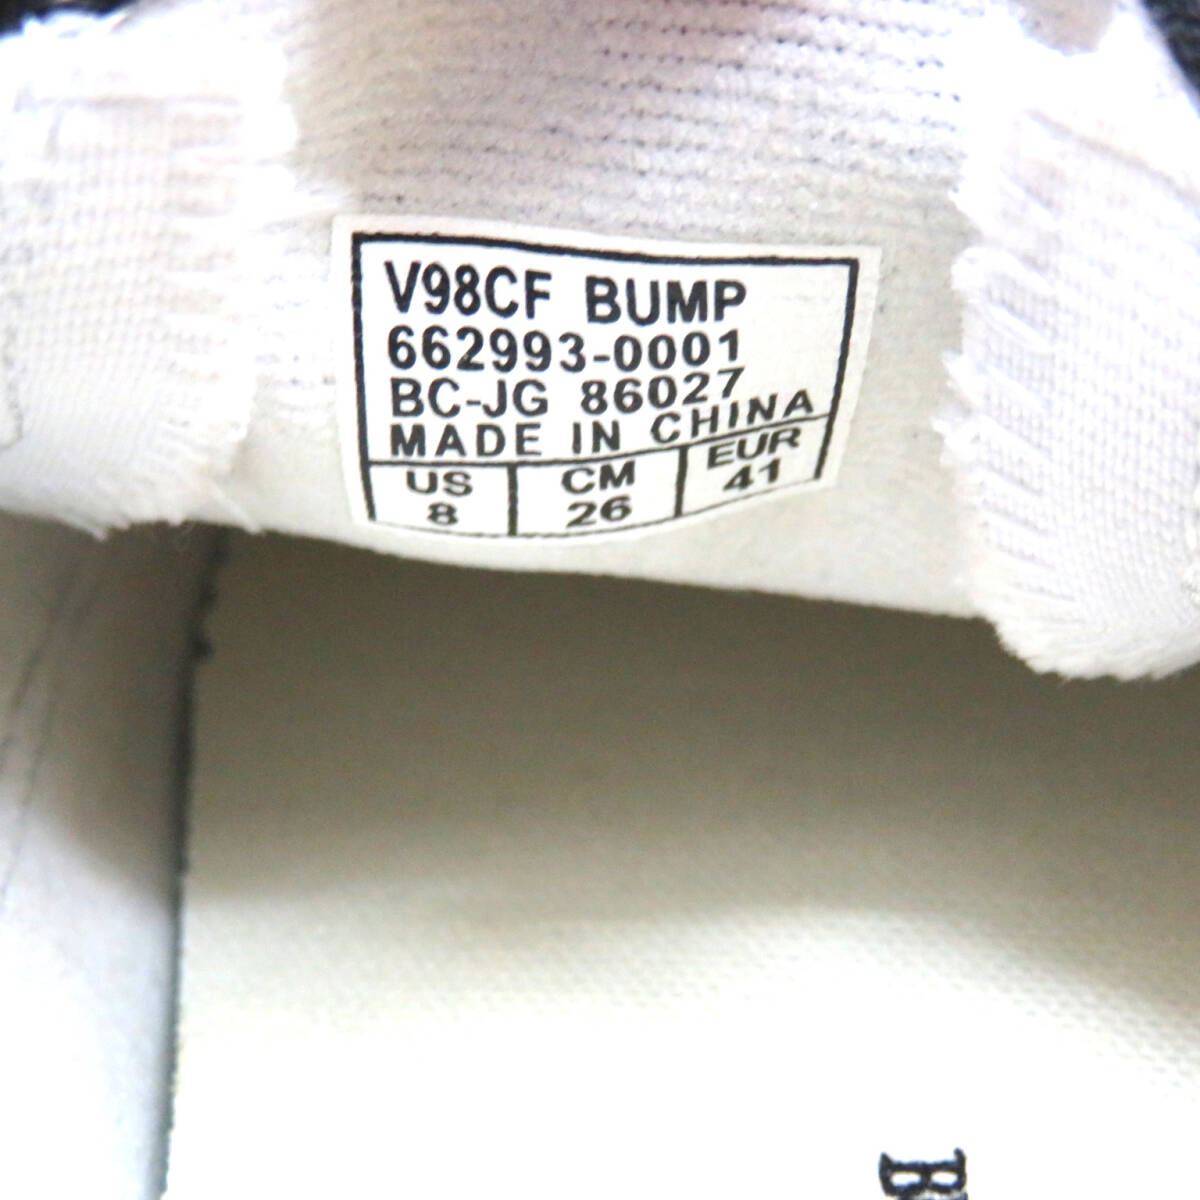 V98CF BUMP
662993-0001
BC-JG 86027
MADE IN CHINA
US CM EUR
8 26 41